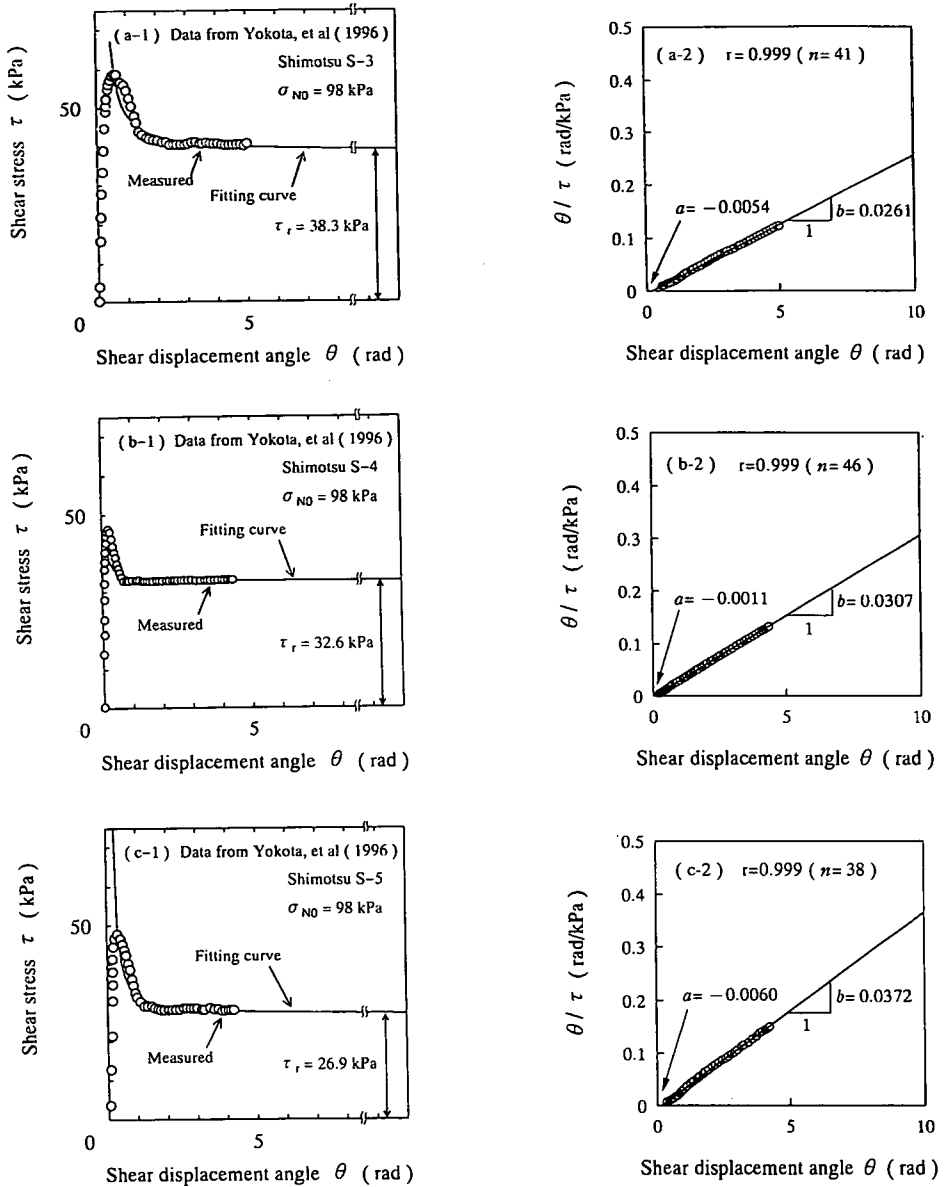 (a-1) Data from Yokota, et al (1996)
Shimotsu S-3
σN0 = 98 kPa
50
Measured
Fitting curve
τr = 38.3 kPa
0
5
Shear stress τ (kPa)
Shear displacement angle θ (rad)
(a-2) r = 0.999 (n = 41)
0.5
0.4
0.3
0.2
0.1
0
a = −0.0054
b = 0.0261
1
0
5
10
θ / τ (rad/kPa)
Shear displacement angle θ (rad)
(b-1) Data from Yokota, et al (1996)
Shimotsu S-4
σN0 = 98 kPa
50
Fitting curve
Measured
τr = 32.6 kPa
0
5
Shear stress τ (kPa)
Shear displacement angle θ (rad)
(b-2) r=0.999 (n= 46)
0.5
0.4
0.3
0.2
0.1
0
a= −0.0011
b= 0.0307
1
0
5
10
θ / τ (rad/kPa)
Shear displacement angle θ (rad)
(c-1) Data from Yokota, et al (1996)
Shimotsu S-5
σN0 = 98 kPa
50
Fitting curve
Measured
τr = 26.9 kPa
0
5
Shear stress τ (kPa)
Shear displacement angle θ (rad)
(c-2) r=0.999 (n= 38)
0.5
0.4
0.3
0.2
0.1
0
a= −0.0060
b= 0.0372
1
0
5
10
θ / τ (rad/kPa)
Shear displacement angle θ (rad)